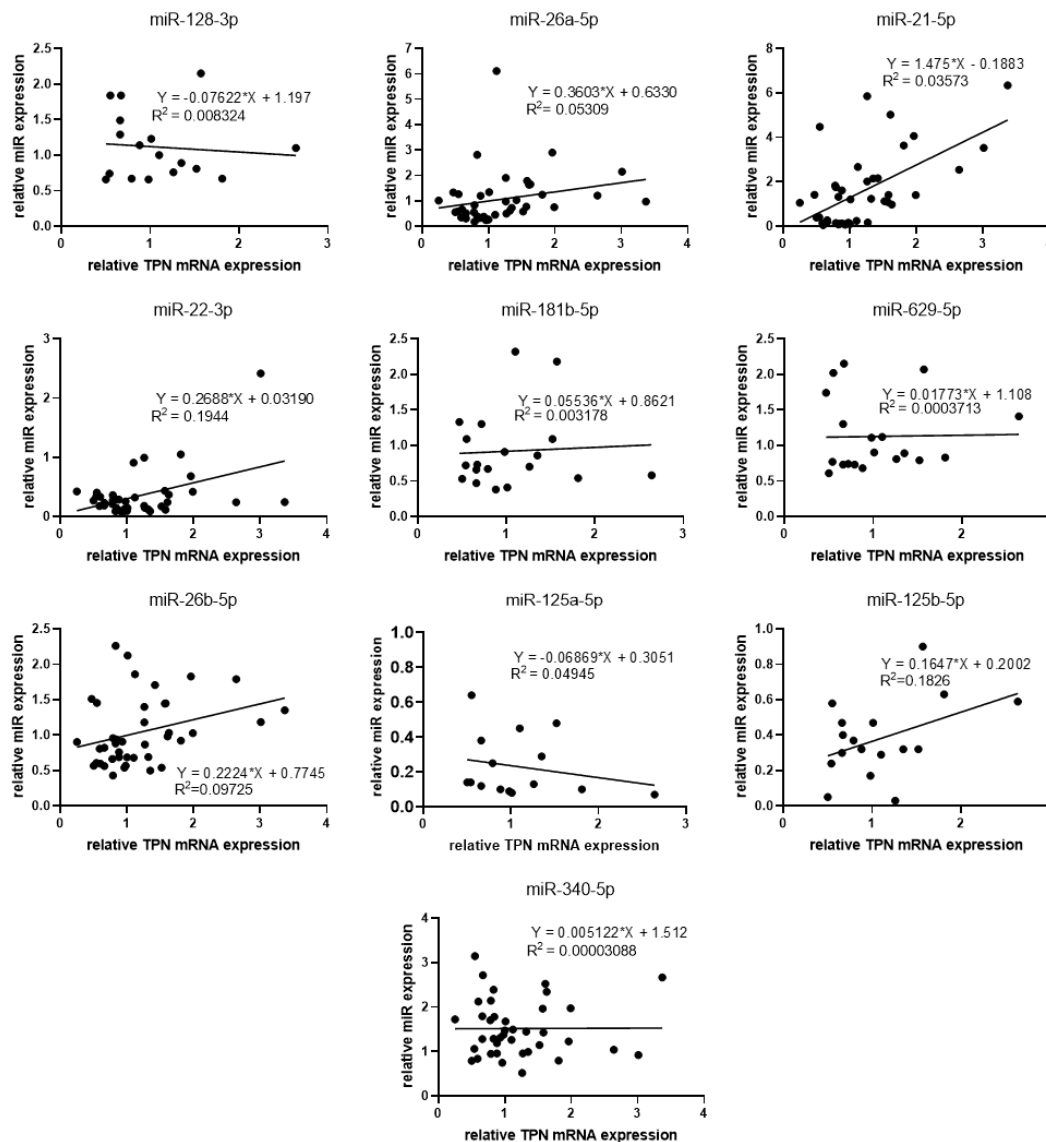 miR-128-3p
relative miR expression
2.5
2.0
1.5
1.0
0.5
0.0
Y = -0.07622*X + 1.197
R2 = 0.008324
0 1 2 3
relative TPN mRNA expression
miR-26a-5p
relative miR expression
7
6
5
4
3
2
1
0
Y = 0.3603*X + 0.6330
R2= 0.05309
0 1 2 3 4
relative TPN mRNA expression
miR-21-5p
relative miR expression
8
6
4
2
0
Y = 1.475*X - 0.1883
R2 = 0.03573
0 1 2 3
relative TPN mRNA expression
miR-22-3p
relative miR expression
3
2
1
0
Y = 0.2688*X + 0.03190
R2 = 0.1944
0 1 2 3 4
relative TPN mRNA expression
miR-181b-5p
relative miR expression
2.5
2.0
1.5
1.0
0.5
0.0
Y = 0.05536*X + 0.8621
R2 = 0.003178
0 1 2 3
relative TPN mRNA expression
miR-629-5p
relative miR expression
2.5
2.0
1.5
1.0
0.5
0.0
Y = 0.01773*X + 1.108
R2 = 0.0003713
0 1 2
relative TPN mRNA expression
miR-26b-5p
relative miR expression
2.5
2.0
1.5
1.0
0.5
0.0
Y = 0.2224*X + 0.7745
R2=0.09725
0 1 2 3 4
relative TPN mRNA expression
miR-125a-5p
relative miR expression
1.0
0.8
0.6
0.4
0.2
0.0
Y = -0.06869*X + 0.3051
R2 = 0.04945
0 1 2 3
relative TPN mRNA expression
miR-125b-5p
relative miR expression
1.0
0.8
0.6
0.4
0.2
0.0
Y = 0.1647*X + 0.2002
R2=0.1826
0 1 2
relative TPN mRNA expression
miR-340-5p
relative miR expression
4
3
2
1
0
Y = 0.005122*X + 1.512
R2 = 0.00003088
0 1 2 3 4
relative TPN mRNA expression